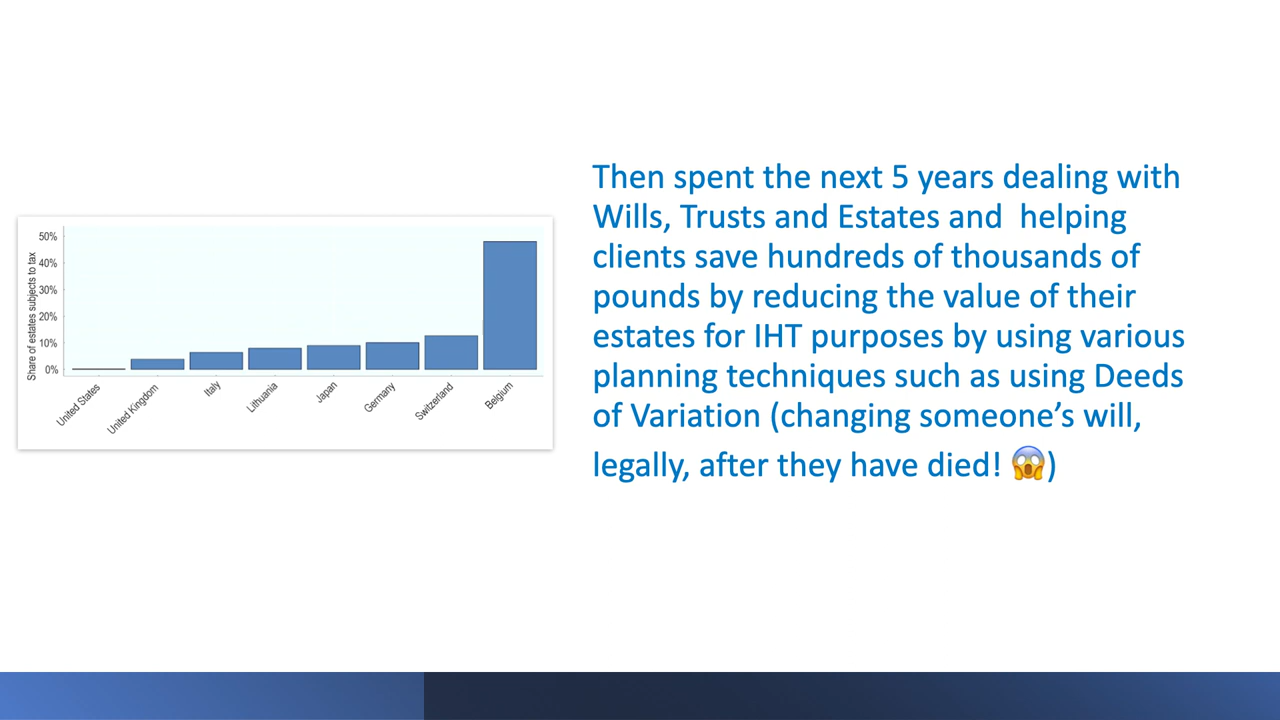 Share of estates subjects to tax
50%
40%
30%
20%
10%
0%
United States
United Kingdom
Italy
Lithuania
Japan
Germany
Switzerland
Belgium
Then spent the next 5 years dealing with
Wills, Trusts and Estates and  helping
clients save hundreds of thousands of
pounds by reducing the value of their
estates for IHT purposes by using various
planning techniques such as using Deeds
of Variation (changing someone’s will,
legally, after they have died! 😱)